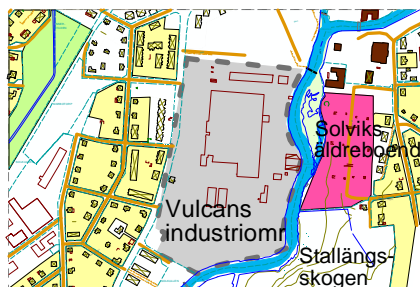 Solviks
äldreboend
Vulcans
industriomr
Stallängs-
skogen